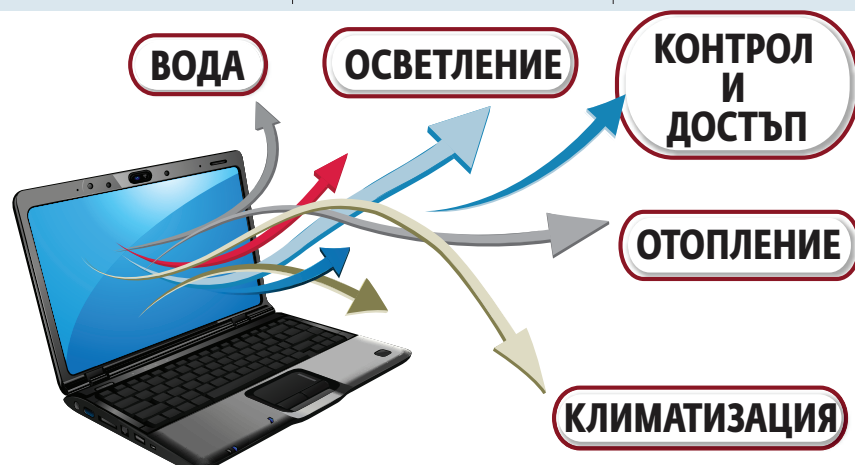 ВОДА
ОСВЕТЛЕНИЕ
КОНТРОЛ
И
ДОСТЪП
ОТОПЛЕНИЕ
КЛИМАТИЗАЦИЯ